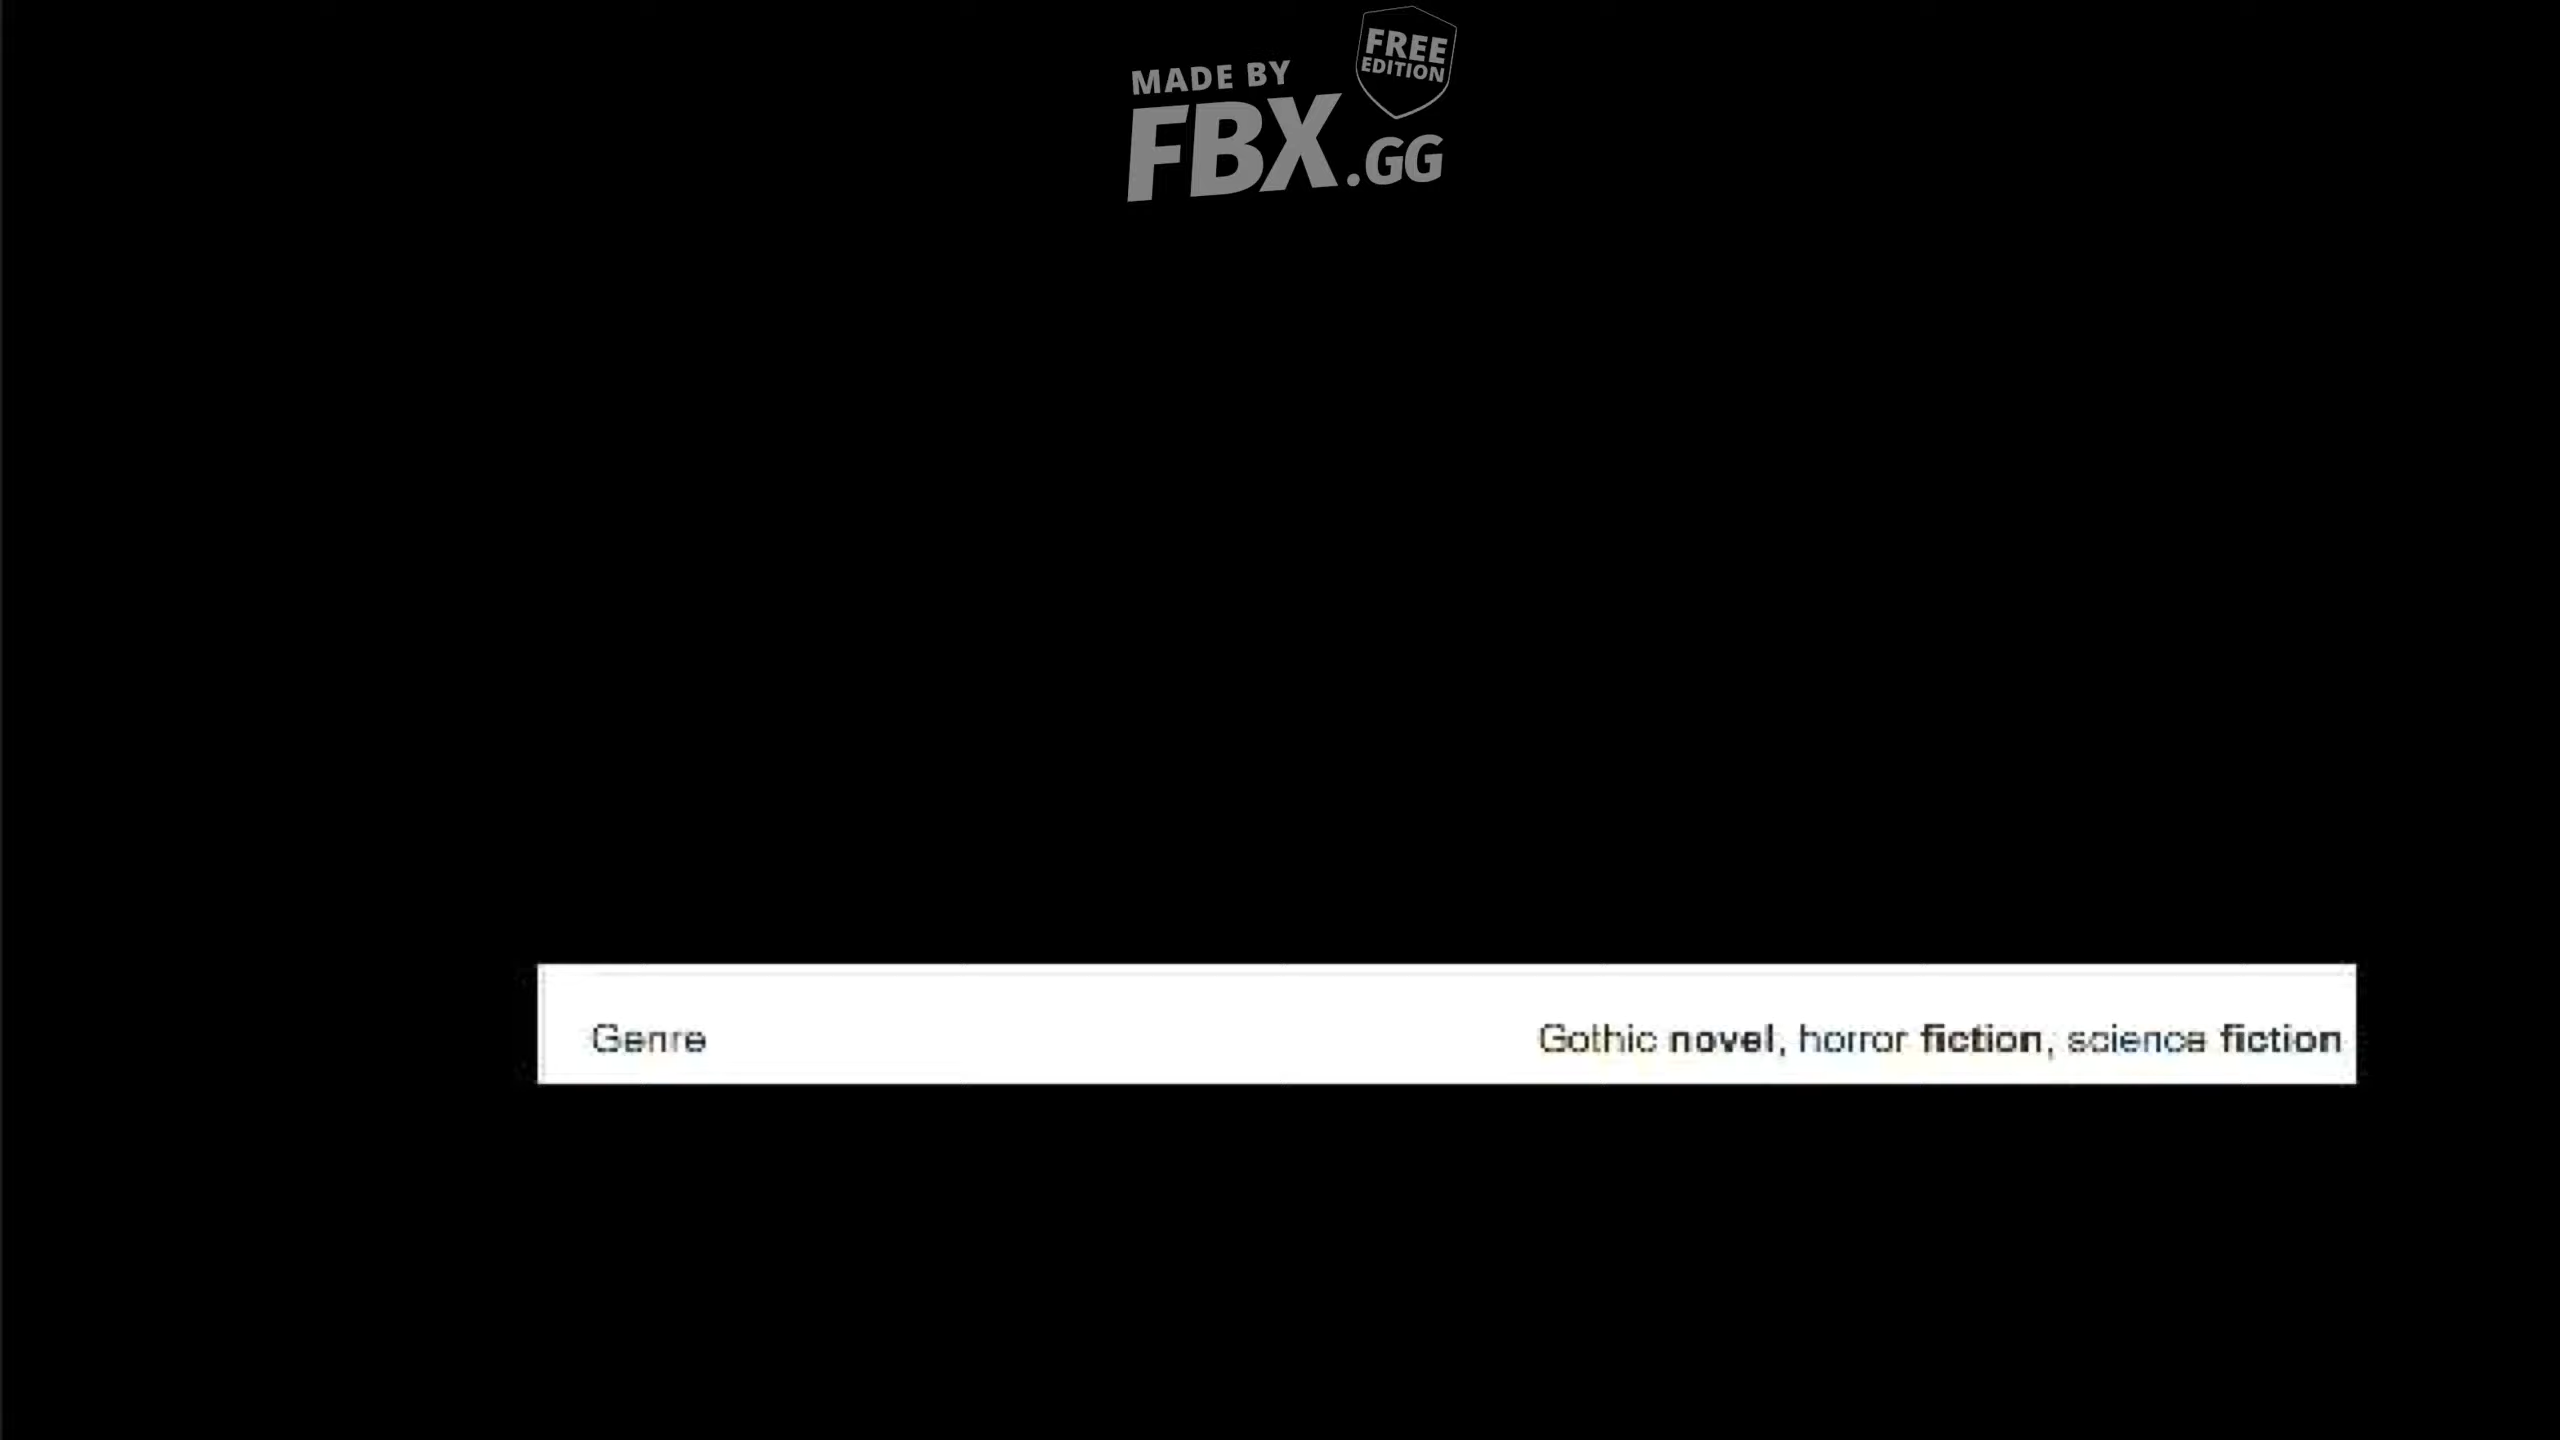 FREE
EDITION
MADE BY
FBX.GG
Genre Gothic novel, horror fiction, science fiction